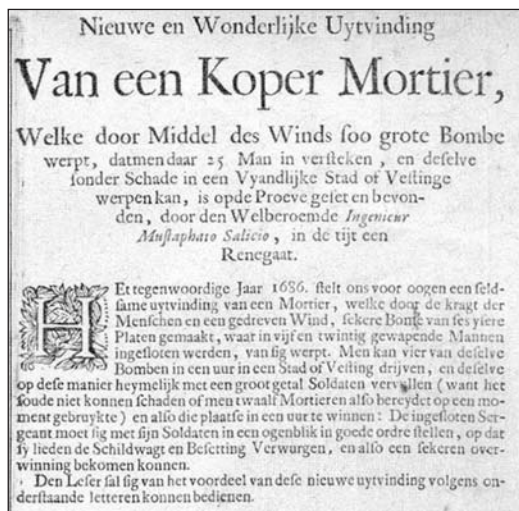 Nieuwe en Wonderlijke Uytvinding
Van een Koper Mortier,
Welke door Middel des Winds ſoo grote Bombe
werpt, datmen daar 25 Man in verſteken, en deſelve
ſonder Schade in een Vyandlijke Stad of Veſtinge
werpen kan, is op de Proeve geſet en bevon-
den, door den Welberoemde Ingenieur
Muſtaphato Salicio, in de tijt een
Renegaat.
HEt tegenwoordige Jaar 1686. ſtelt ons voor oogen een ſeld-
ſame uytvinding van een Mortier, welke door de kragt der
Menſchen en een gedreven Wind, ſekere Bombe van ſes yſere
Platen gemaakt, waar in vijf en twintig gewapende Mannen
ingeſloten werden, van ſig werpt. Men kan vier van deſelve
Bomben in een uur in een Stad of Veſting drijven, en deſelve
op deſe manier heymelijk met een groot getal Soldaten vervullen (want het
ſoude niet konnen ſchaden of men twaalf Mortieren alſo bereydet op een mo-
ment gebruykte) en alſo die plaatſe in een uur te winnen: De ingeſloten Ser-
geant moet ſig met ſijn Soldaten in een ogenblik in goede ordre ſtellen, op dat
ſy lieden de Schildwagt en Beſetting Verwurgen, en alſo een ſekeren over-
winning bekomen konnen.
Den Leſer ſal ſig van het voordeel van deſe nieuwe uytvinding volgens on-
derſtaande letteren konnen bedienen.